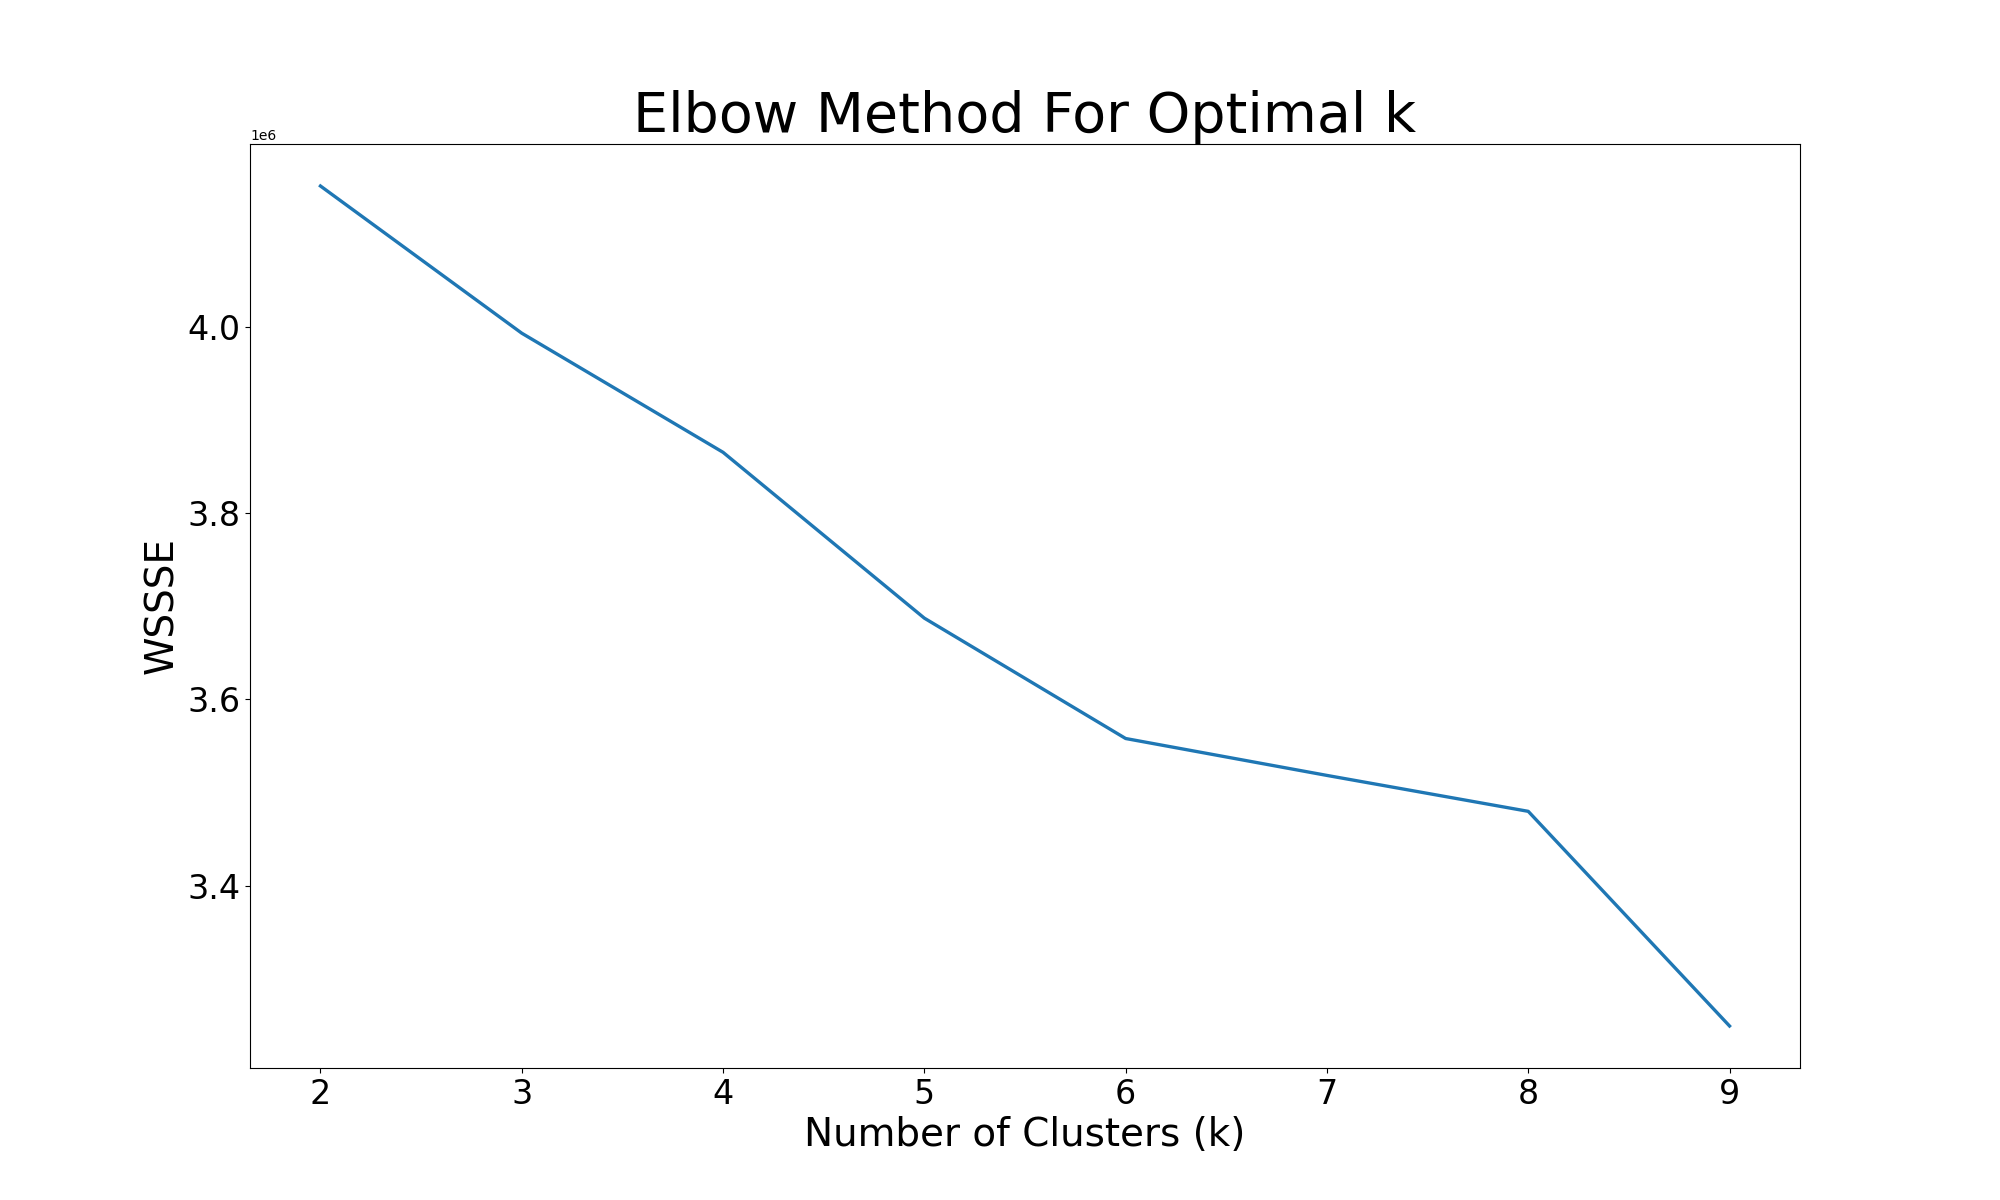 Elbow Method For Optimal k
1e6
4.0
3.8
3.6
3.4
WSSSE
2 3 4 5 6 7 8 9
Number of Clusters (k)